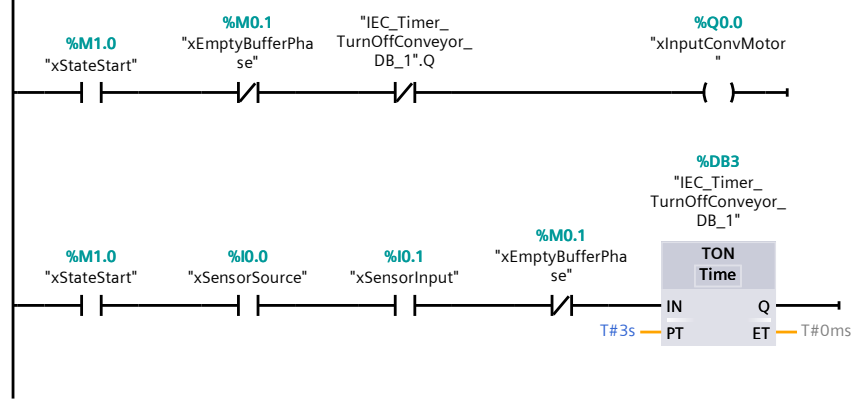 %M1.0
"xStateStart"
%M0.1
"xEmptyBufferPha
se"
"IEC_Timer_
TurnOffConveyor_
DB_1".Q
%Q0.0
"xInputConvMotor
"
%DB3
"IEC_Timer_
TurnOffConveyor_
DB_1"
%M1.0
"xStateStart"
%I0.0
"xSensorSource"
%I0.1
"xSensorInput"
%M0.1
"xEmptyBufferPha
se"
TON
Time
IN Q
T#3s PT ET T#0ms